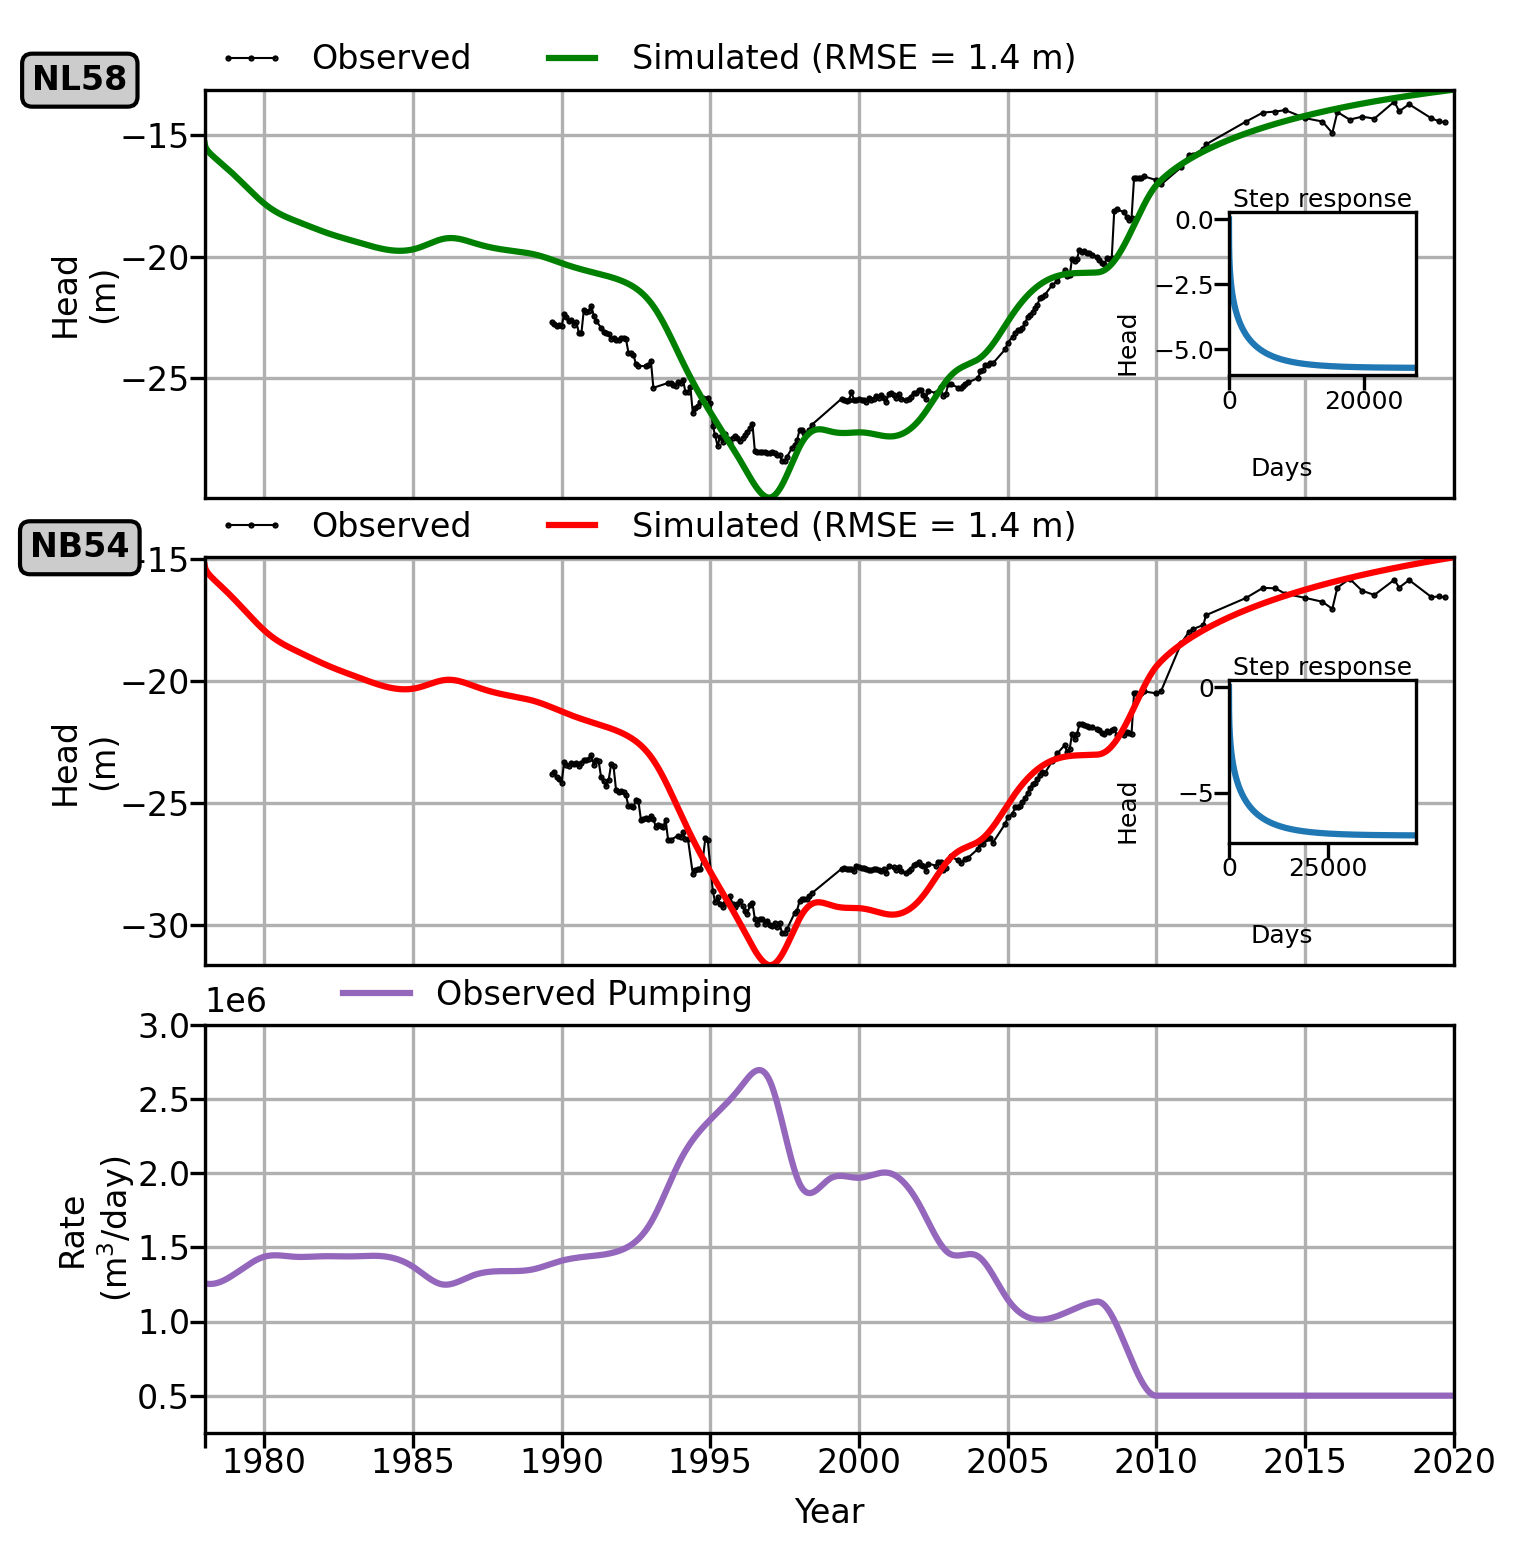 NL58
Observed
Simulated (RMSE = 1.4 m)
−15
−20
−25
Head
(m)
Step response
0.0
−2.5
−5.0
Head
0
20000
Days
NB54
Observed
Simulated (RMSE = 1.4 m)
15
−20
−25
−30
Head
(m)
Step response
0
−5
Head
0
25000
Days
1e6
Observed Pumping
3.0
2.5
2.0
1.5
1.0
0.5
Rate
(m³/day)
1980
1985
1990
1995
2000
2005
2010
2015
2020
Year